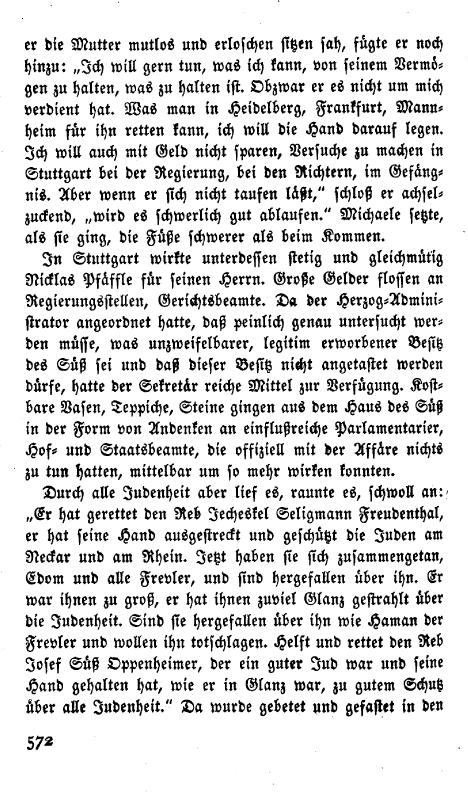 er die Mutter mutlos und erloschen sitzen sah, fügte er noch
hinzu: „Ich will gern tun, was ich kann, von seinem Vermö-
gen zu halten, was zu halten ist. Obzwar er es nicht um mich
verdient hat. Was man in Heidelberg, Frankfurt, Mann-
heim für ihn retten kann, ich will die Hand darauf legen.
Ich will auch mit Geld nicht sparen, Versuche zu machen in
Stuttgart bei der Regierung, bei den Richtern, im Gefäng-
nis. Aber wenn er sich nicht taufen läßt,“ schloß er achsel-
zuckend, „wird es schwerlich gut ablaufen.“ Michaele setzte,
als sie ging, die Füße schwerer als beim Kommen.
In Stuttgart wirkte unterdessen stetig und gleichmütig
Nicklas Pfäffle für seinen Herrn. Große Gelder flossen an
Regierungsstellen, Gerichtsbeamte. Da der Herzog-Admini-
strator angeordnet hatte, daß peinlich genau untersucht wer-
den müsse, was unzweifelbarer, legitim erworbener Besitz
des Süß sei und daß dieser Besitz nicht angetastet werden
dürfe, hatte der Sekretär reiche Mittel zur Verfügung. Kost-
bare Vasen, Teppiche, Steine gingen aus dem Haus des Süß
in der Form von Andenken an einflußreiche Parlamentarier,
Hof- und Staatsbeamte, die offiziell mit der Affäre nichts
zu tun hatten, mittelbar um so mehr wirken konnten.
Durch alle Judenheit aber lief es, raunte es, schwoll an:
„Er hat gerettet den Reb Jecheskel Seligmann Freudenthal,
er hat seine Hand ausgestreckt und geschützt die Juden am
Neckar und am Rhein. Jetzt haben sie sich zusammengetan,
Edom und alle Frevler, und sind hergefallen über ihn. Er
war ihnen zu groß, er hat ihnen zuviel Glanz gestrahlt über
die Judenheit. Sind sie hergefallen über ihn wie Haman der
Frevler und wollen ihn totschlagen. Helft und rettet den Reb
Josef Süß Oppenheimer, der ein guter Jud war und seine
Hand gehalten hat, wie er in Glanz war, zu gutem Schutz
über alle Judenheit.“ Da wurde gebetet und gefastet in den
572